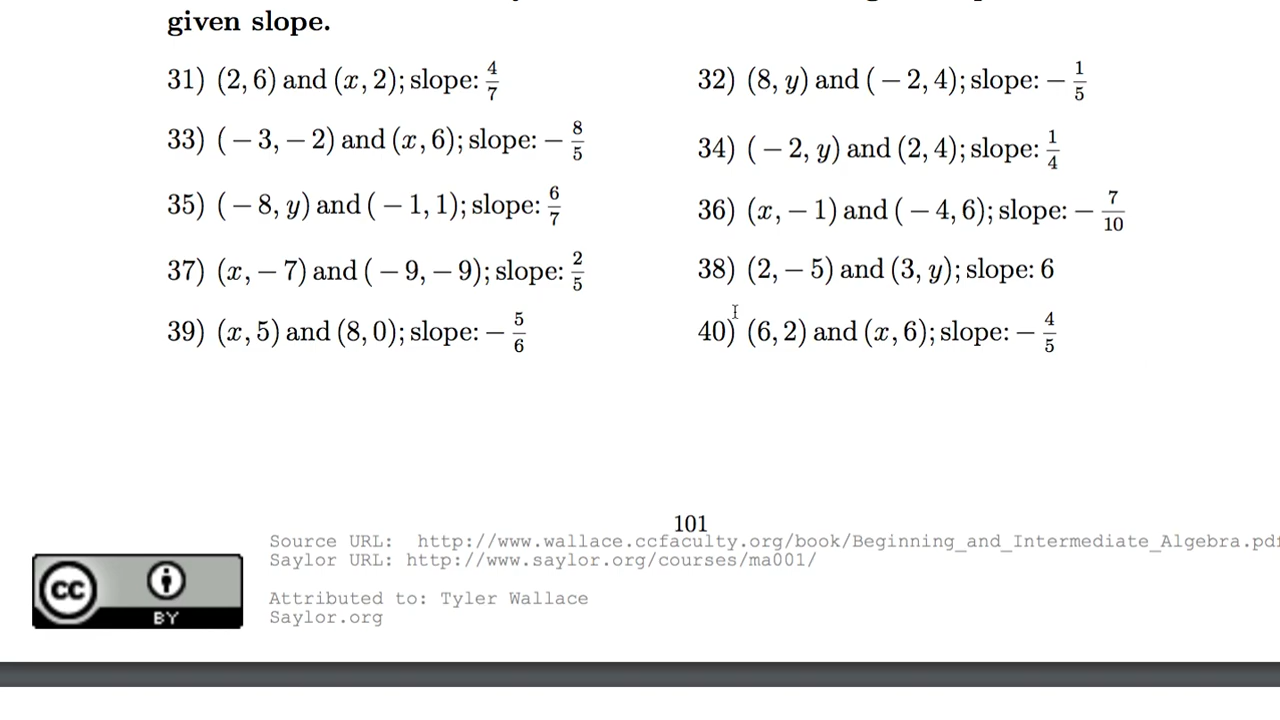 given slope.
31) (2, 6) and (x, 2); slope: 4/7
32) (8, y) and (− 2, 4); slope: − 1/5
33) (− 3, − 2) and (x, 6); slope: − 8/5
34) (− 2, y) and (2, 4); slope: 1/4
35) (− 8, y) and (− 1, 1); slope: 6/7
36) (x, − 1) and (− 4, 6); slope: − 7/10
37) (x, − 7) and (− 9, − 9); slope: 2/5
38) (2, − 5) and (3, y); slope: 6
39) (x, 5) and (8, 0); slope: − 5/6
40) (6, 2) and (x, 6); slope: − 4/5
101
Source URL: http://www.wallace.ccfaculty.org/book/Beginning_and_Intermediate_Algebra.pdf
Saylor URL: http://www.saylor.org/courses/ma001/
Attributed to: Tyler Wallace
Saylor.org
cc
BY